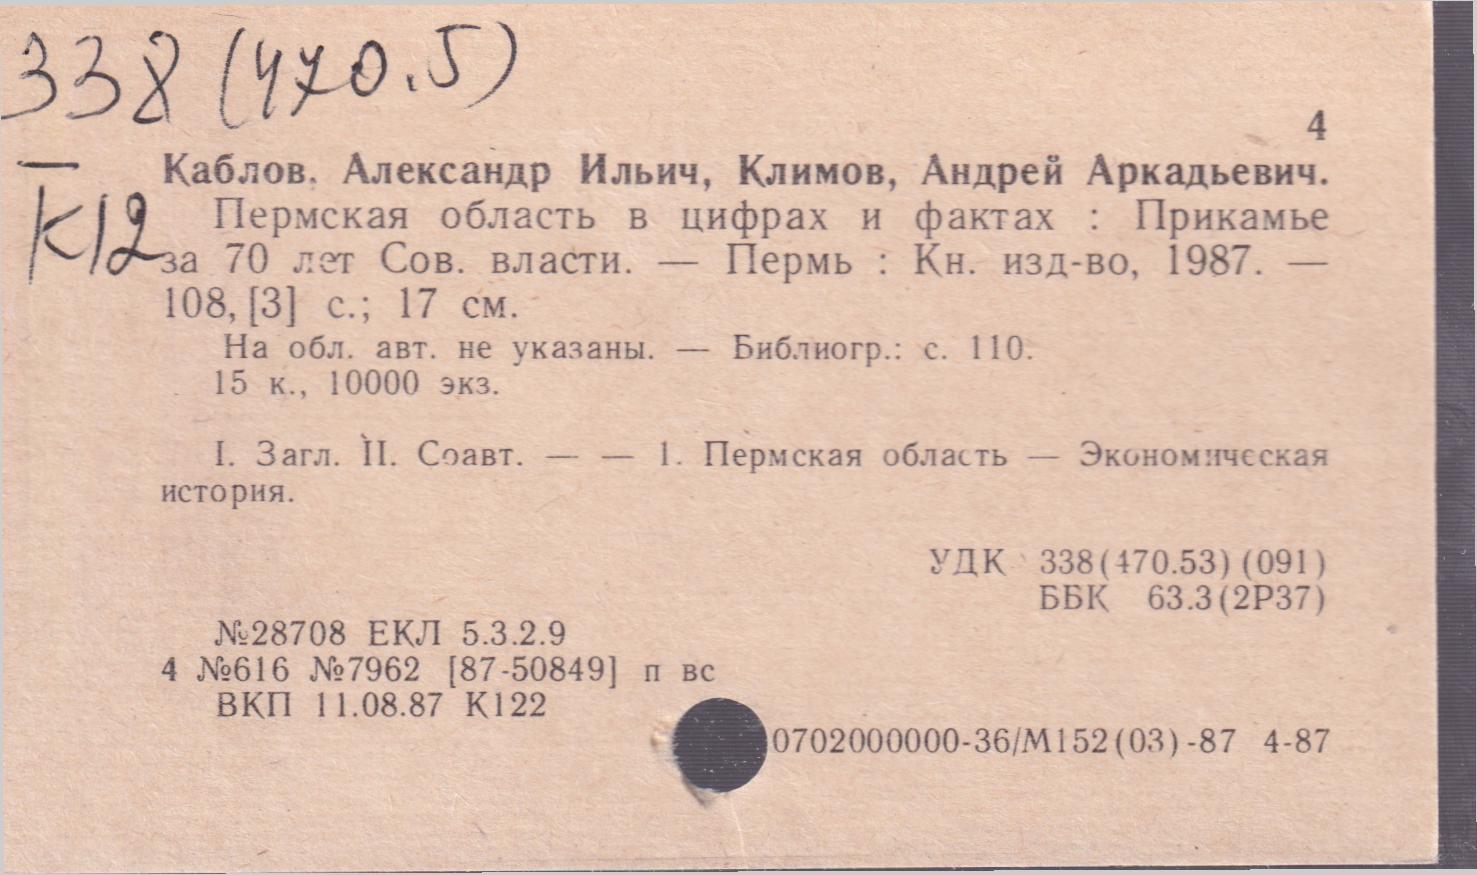 338 (470.5)
4
Каблов, Александр Ильич, Климов, Андрей Аркадьевич.
К12
Пермская область в цифрах и фактах : Прикамье
за 70 лет Сов. власти. — Пермь : Кн. изд-во, 1987. —
108, [3] с.; 17 см.
На обл. авт. не указаны. — Библиогр.: с. 110.
15 к., 10000 экз.
I. Загл. II. Соавт. — — 1. Пермская область — Экономическая
история.
УДК 338(470.53)(091)
ББК 63.3(2Р37)
№28708 ЕКЛ 5.3.2.9
4 №616 №7962 [87-50849] п вс
ВКП 11.08.87 К122
0702000000-36/М152(03)-87 4-87